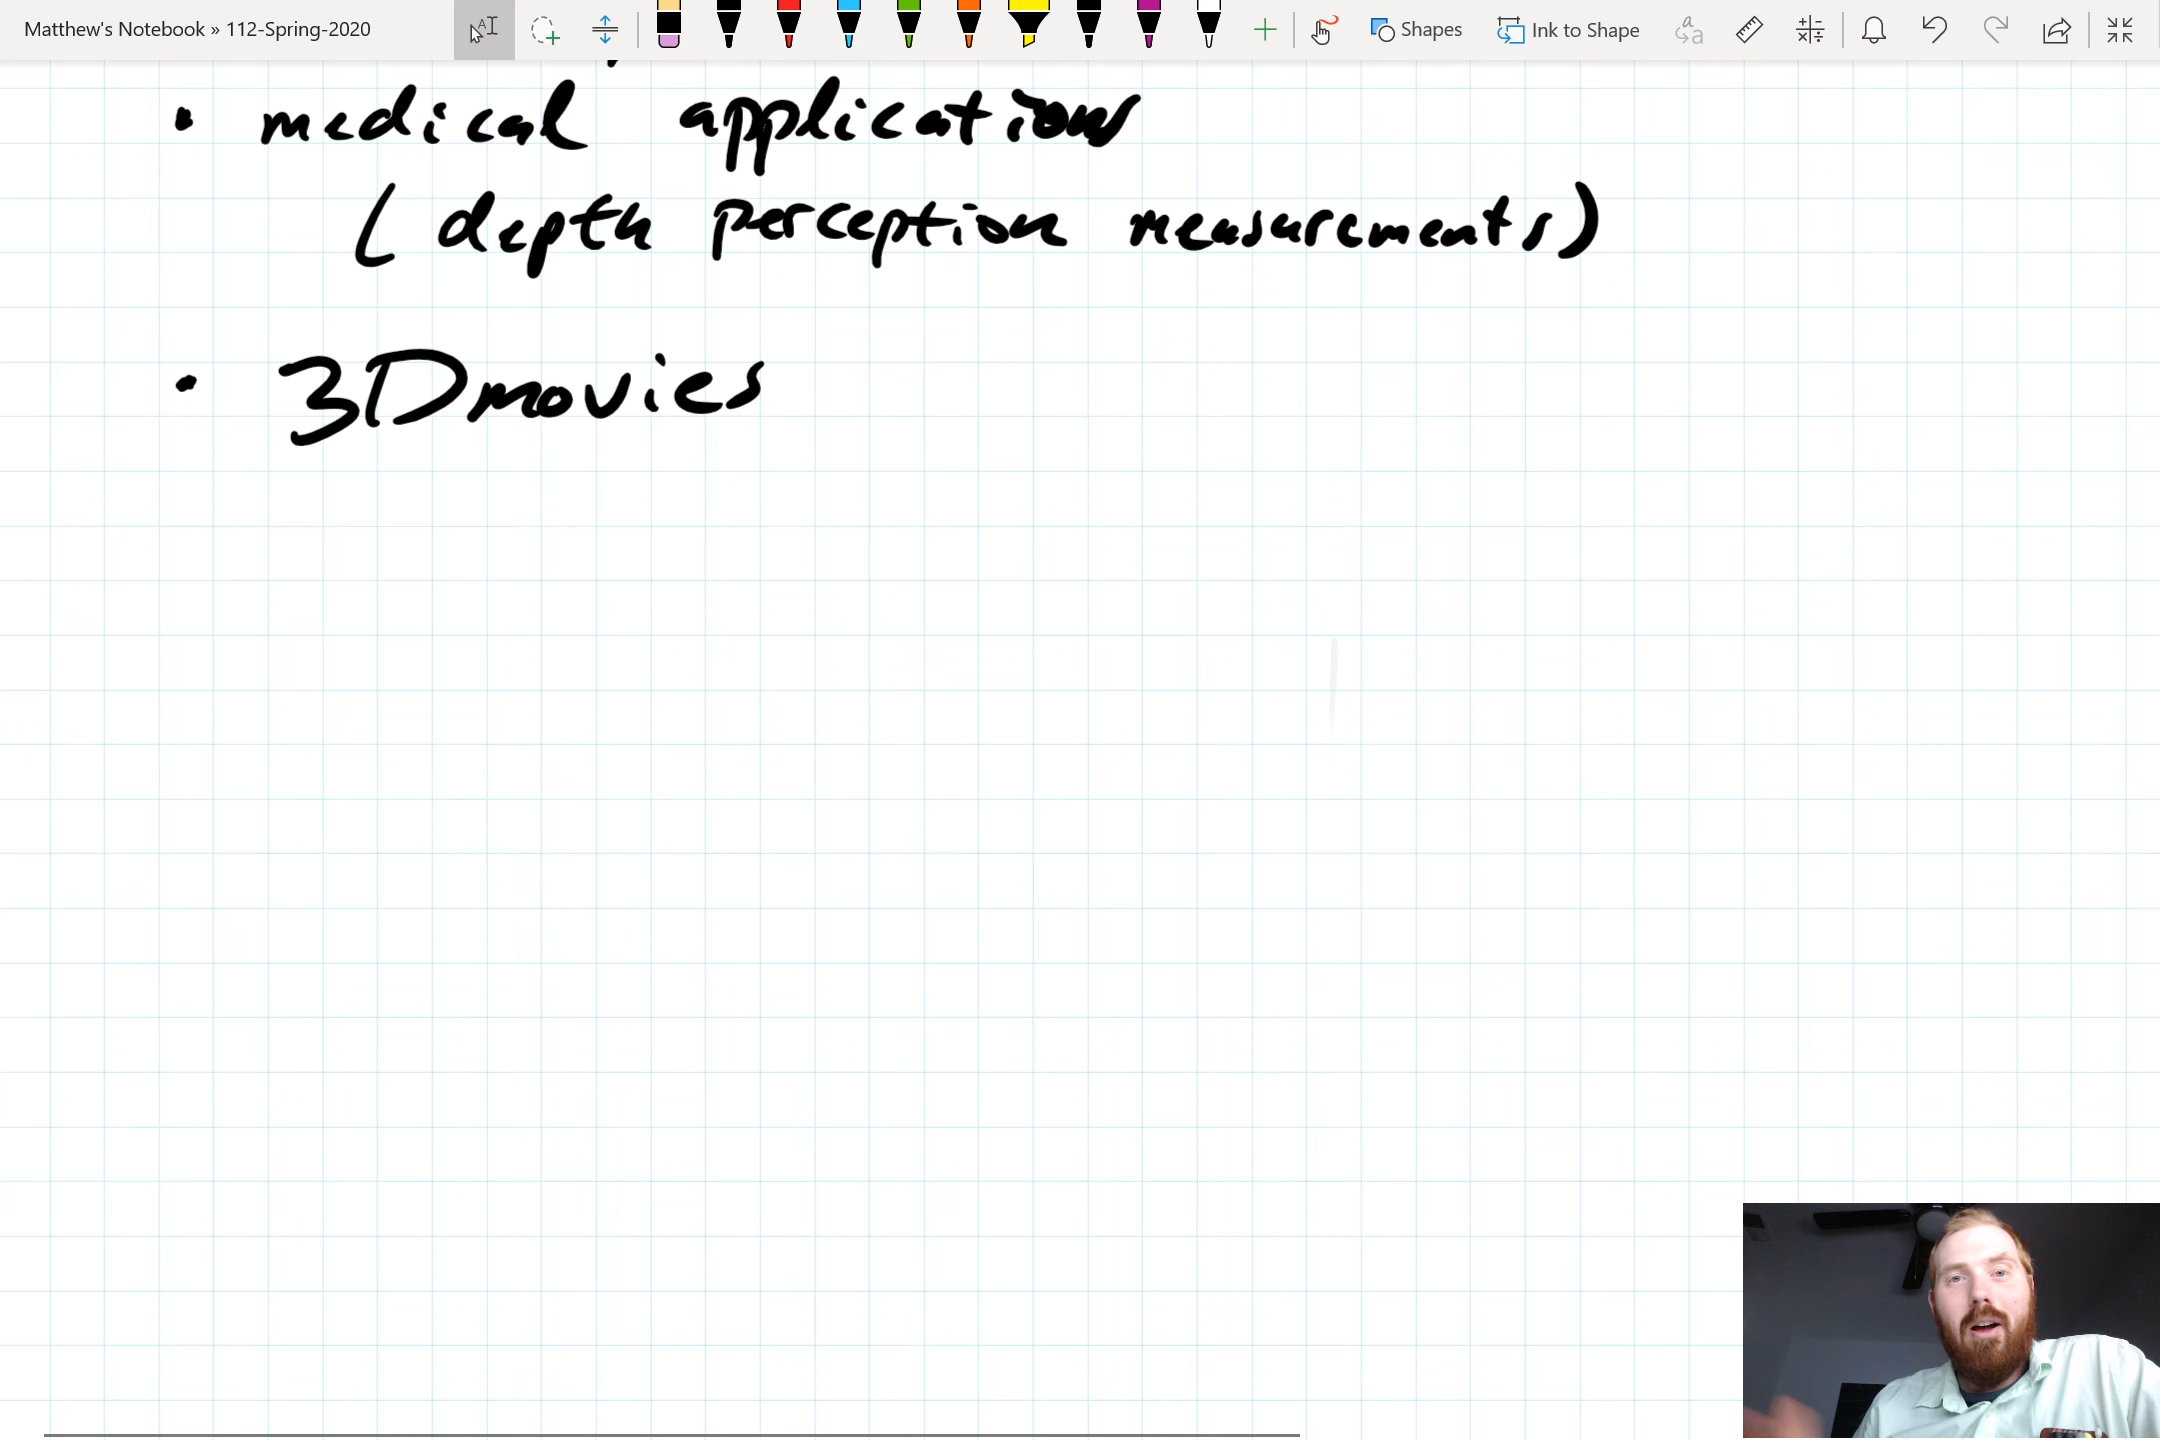 Matthew's Notebook » 112-Spring-2020 Shapes Ink to Shape
• medical applications
( depth perception measurements )
• 3D movies